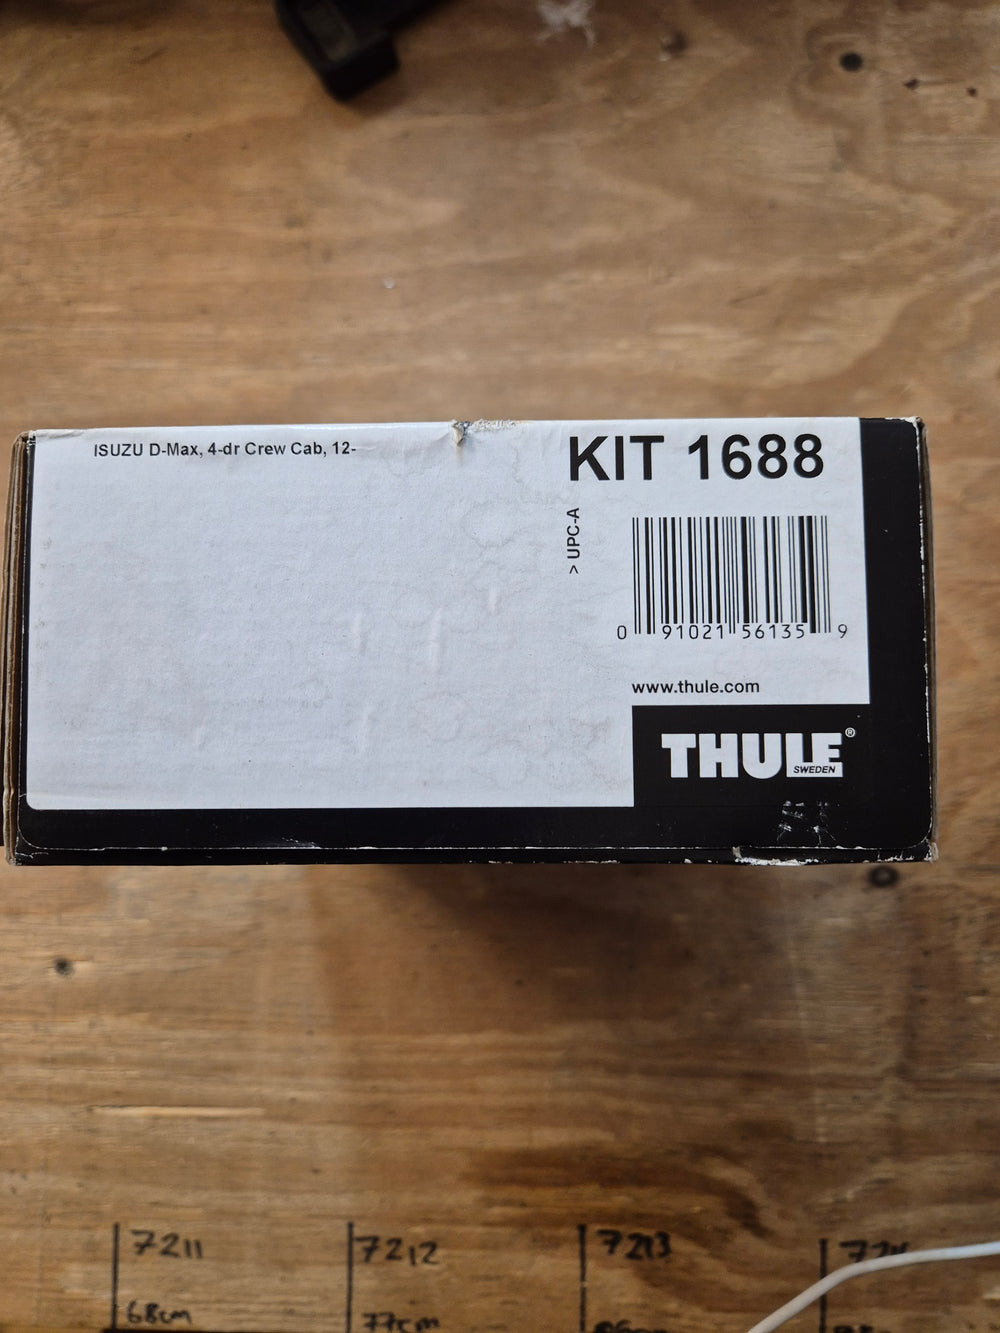 ISUZU D-Max, 4-dr Crew Cab, 12-
KIT 1688
> UPC-A
0 91021 56135 9
www.thule.com
THULE®
SWEDEN
7211
7212
7213
68cm
77cm